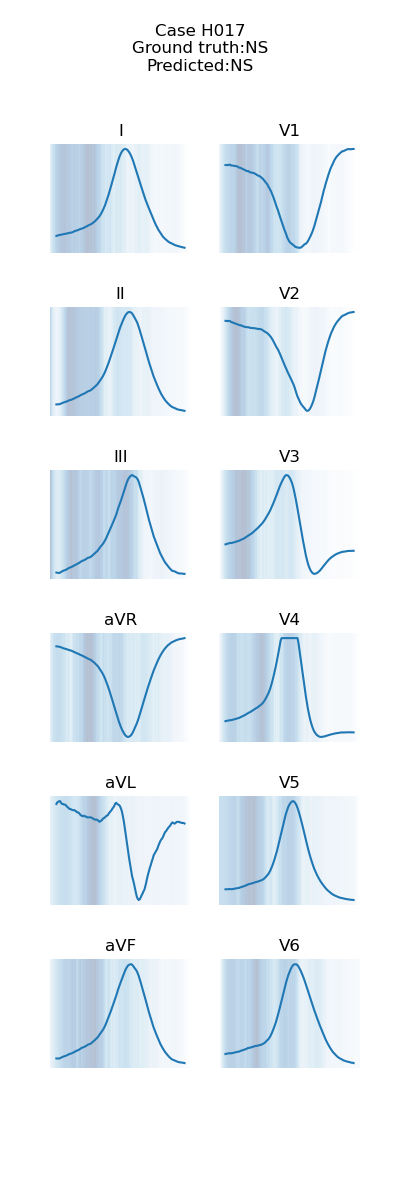 Case H017
Ground truth:NS
Predicted:NS
I
V1
II
V2
III
V3
aVR
V4
aVL
V5
aVF
V6